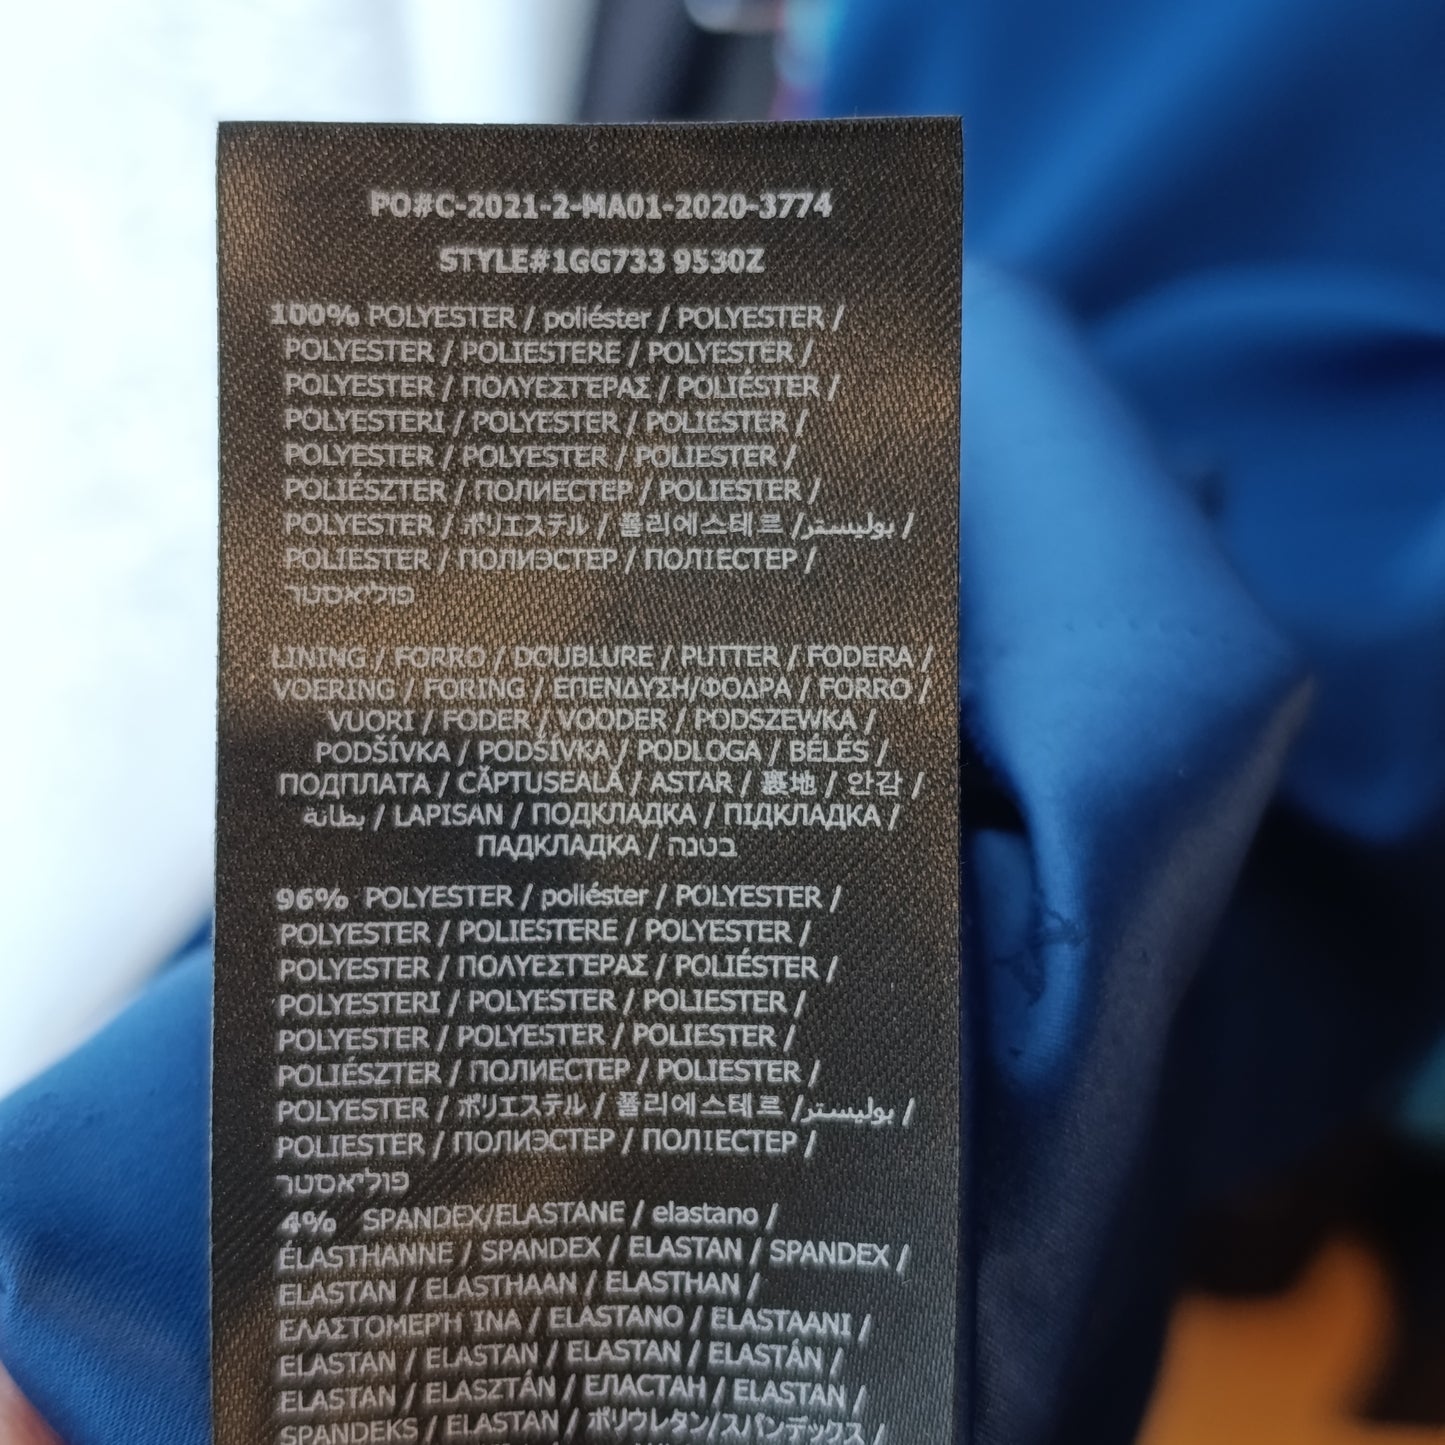 PO#C-2021-2-MA01-2020-3774
STYLE#1GG733 9530Z
100% POLYESTER / poliéster / POLYESTER /
POLYESTER / POLIESTERE / POLYESTER /
POLYESTER / ΠΟΛΥΕΣΤΕΡΑΣ / POLIÉSTER /
POLYESTERI / POLYESTER / POLIESTER /
POLYESTER / POLYESTER / POLIESTER /
POLIÉSZTER / ПОЛИЕСТЕР / POLIESTER /
POLYESTER / ポリエステル / 폴리에스테르 / بوليستر /
POLIESTER / ПОЛИЭСТЕР / ПОЛІЕСТЕР /
פוליאסטר
LINING / FORRO / DOUBLURE / PUTTER / FODERA /
VOERING / FORING / ΕΠΕΝΔΥΣΗ/ΦΟΔΡΑ / FORRO /
VUORI / FODER / VOODER / PODSZEWKA /
PODŠÍVKA / PODŠÍVKA / PODLOGA / BÉLÉS /
ПОДПЛАТА / CĂPTUSEALĂ / ASTAR / 裏地 / 안감 /
بطانة / LAPISAN / ПОДКЛАДКА / ПІДКЛАДКА /
ПАДКЛАДКА / בטנה
96% POLYESTER / poliéster / POLYESTER /
POLYESTER / POLIESTERE / POLYESTER /
POLYESTER / ΠΟΛΥΕΣΤΕΡΑΣ / POLIÉSTER /
POLYESTERI / POLYESTER / POLIESTER /
POLYESTER / POLYESTER / POLIESTER /
POLIÉSZTER / ПОЛИЕСТЕР / POLIESTER /
POLYESTER / ポリエステル / 폴리에스테르 / بوليستر /
POLIESTER / ПОЛИЭСТЕР / ПОЛІЕСТЕР /
פוליאסטר
4% SPANDEX/ELASTANE / elastano /
ÉLASTHANNE / SPANDEX / ELASTAN / SPANDEX /
ELASTAN / ELASTHAAN / ELASTHAN /
ΕΛΑΣΤΟΜΕΡΗ ΙΝΑ / ELASTANO / ELASTAANI /
ELASTAN / ELASTAN / ELASTAN / ELASTÁN /
ELASTAN / ELASZTÁN / ЕЛАСТАН / ELASTAN /
SPANDEKS / ELASTAN / ポリウレタン/スパンデックス /